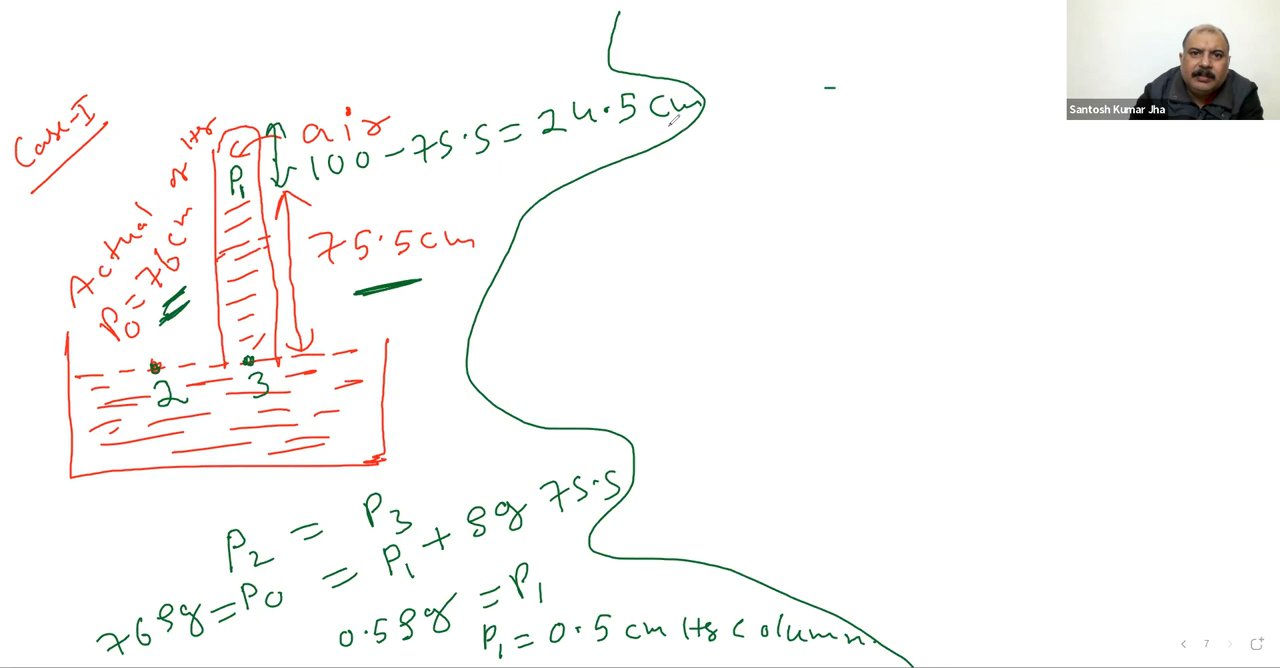 Case-I
Actual
P₀ = 76 cm of Hg
air
P₁
100 - 75.5 = 24.5 cm
75.5 cm
2
3
P₂ = P₃
76ρg = P₀ = P₁ + ρg 75.5
0.5ρg = P₁
P₁ = 0.5 cm Hg Column.
-
Santosh Kumar Jha
7